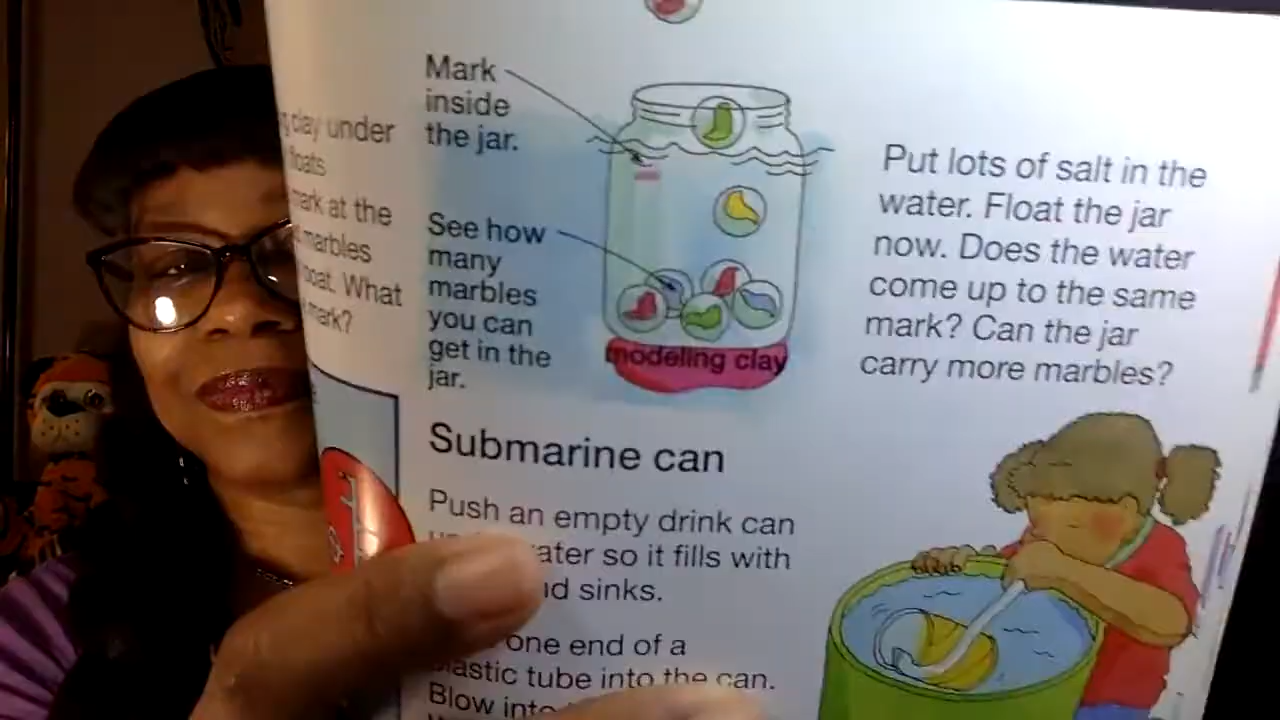 clay under
floats
mark at the
marbles
boat. What
mark?
Mark
inside
the jar.
See how
many
marbles
you can
get in the
jar.
modeling clay
Put lots of salt in the
water. Float the jar
now. Does the water
come up to the same
mark? Can the jar
carry more marbles?
Submarine can
Push an empty drink can
water so it fills with
sinks.
one end of a
plastic tube into the can.
Blow into